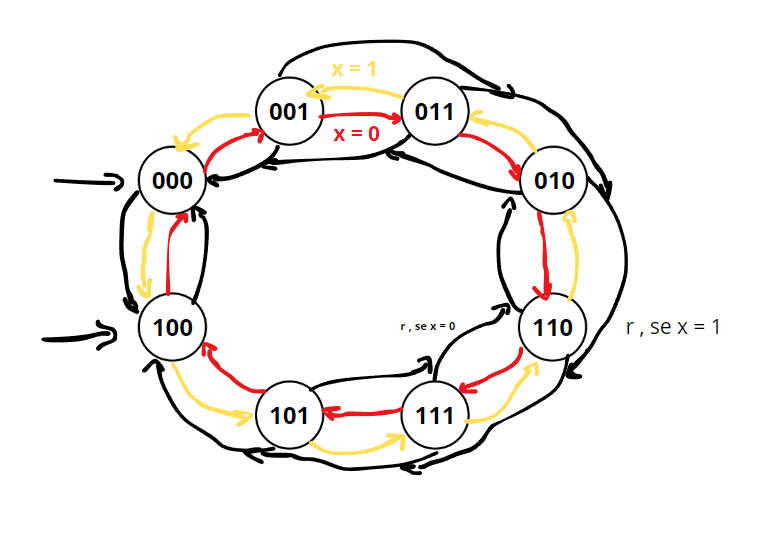 x = 1
001
011
x = 0
000
010
100
r , se x = 0
110
r , se x = 1
101
111